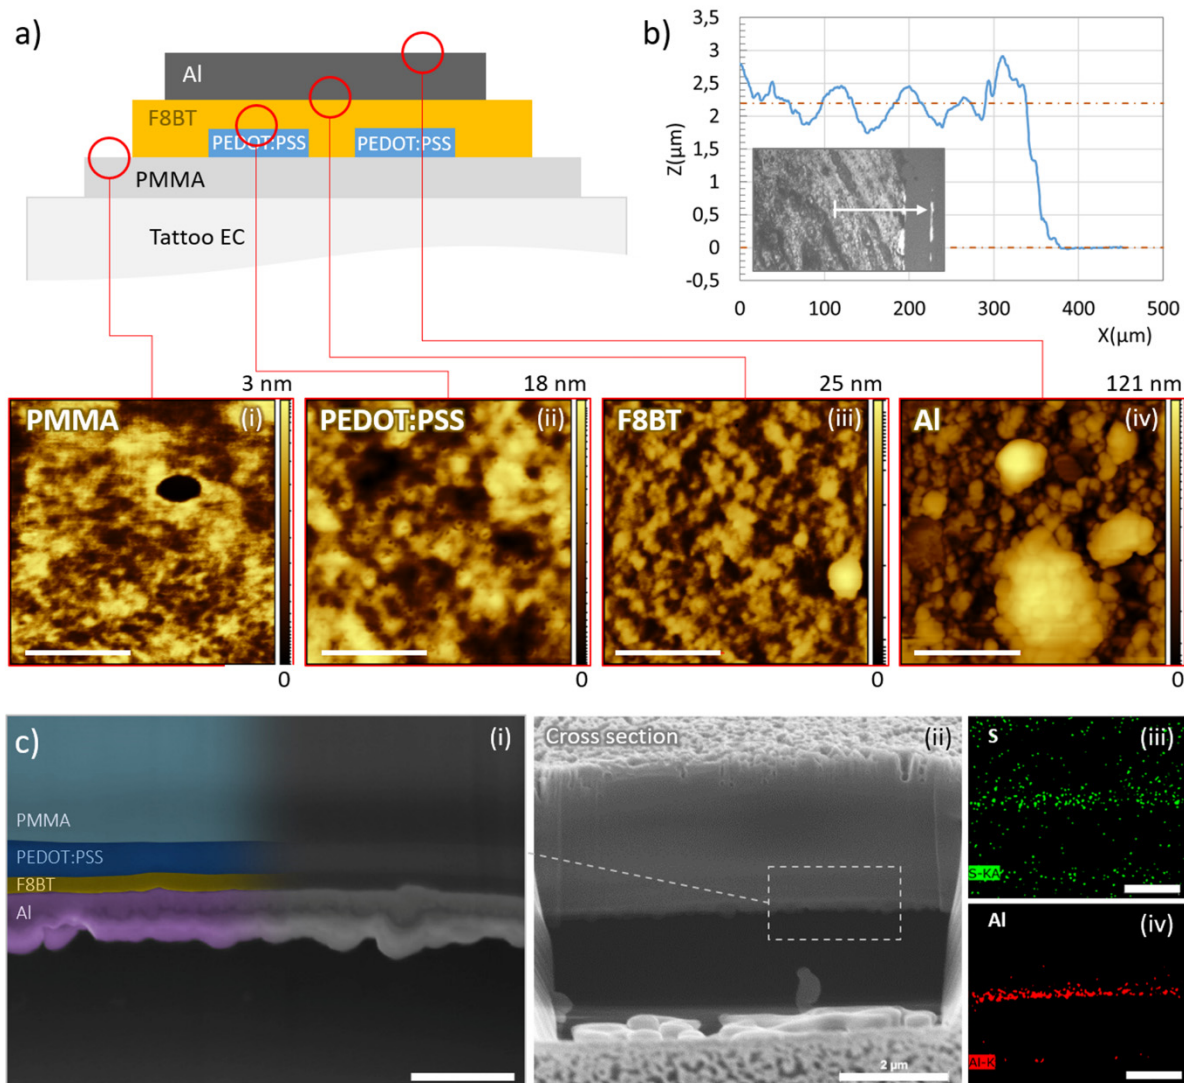 a)
Al
F8BT
PEDOT:PSS
PEDOT:PSS
PMMA
Tattoo EC
b)
Z(µm)
3,5
3
2,5
2
1,5
1
0,5
0
-0,5
0
100
200
300
400
500
X(µm)
3 nm
18 nm
25 nm
121 nm
PMMA
(i)
PEDOT:PSS
(ii)
F8BT
(iii)
Al
(iv)
0
0
0
0
c)
(i)
PMMA
PEDOT:PSS
F8BT
Al
Cross section
(ii)
2 µm
S
(iii)
S-KA
Al
(iv)
Al-K